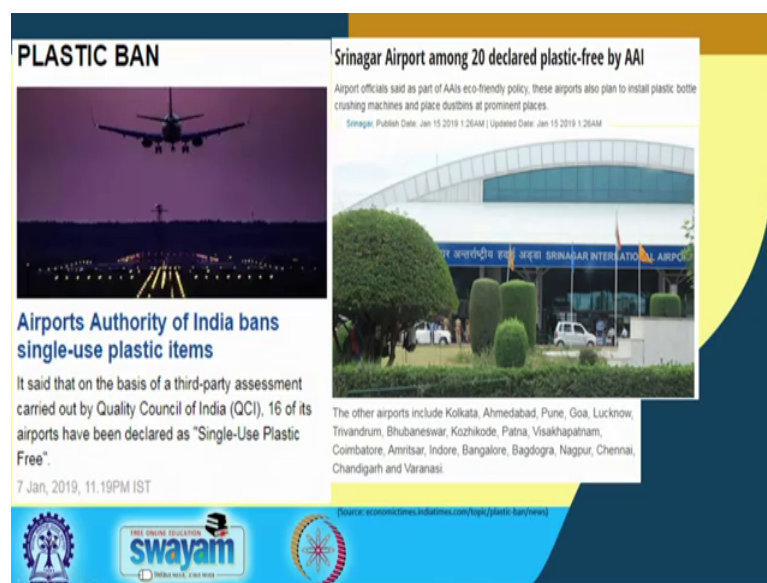 PLASTIC BAN
Airports Authority of India bans
single-use plastic items
It said that on the basis of a third-party assessment
carried out by Quality Council of India (QCI), 16 of its
airports have been declared as "Single-Use Plastic
Free".
7 Jan, 2019, 11.19PM IST
Srinagar Airport among 20 declared plastic-free by AAI
Airport officials said as part of AAIs eco-friendly policy, these airports also plan to install plastic bottle
crushing machines and place dustbins at prominent places.
Srinagar, Publish Date: Jan 15 2019 1:26AM | Updated Date: Jan 15 2019 1:26AM
अन्तर्राष्ट्रीय हवाई अड्डा SRINAGAR INTERNATIONAL AIRPO
The other airports include Kolkata, Ahmedabad, Pune, Goa, Lucknow,
Trivandrum, Bhubaneswar, Kozhikode, Patna, Visakhapatnam,
Coimbatore, Amritsar, Indore, Bangalore, Bagdogra, Nagpur, Chennai,
Chandigarh and Varanasi.
(Source: economictimes.indiatimes.com/topic/plastic-ban/news)
FREE ONLINE EDUCATION
swayam